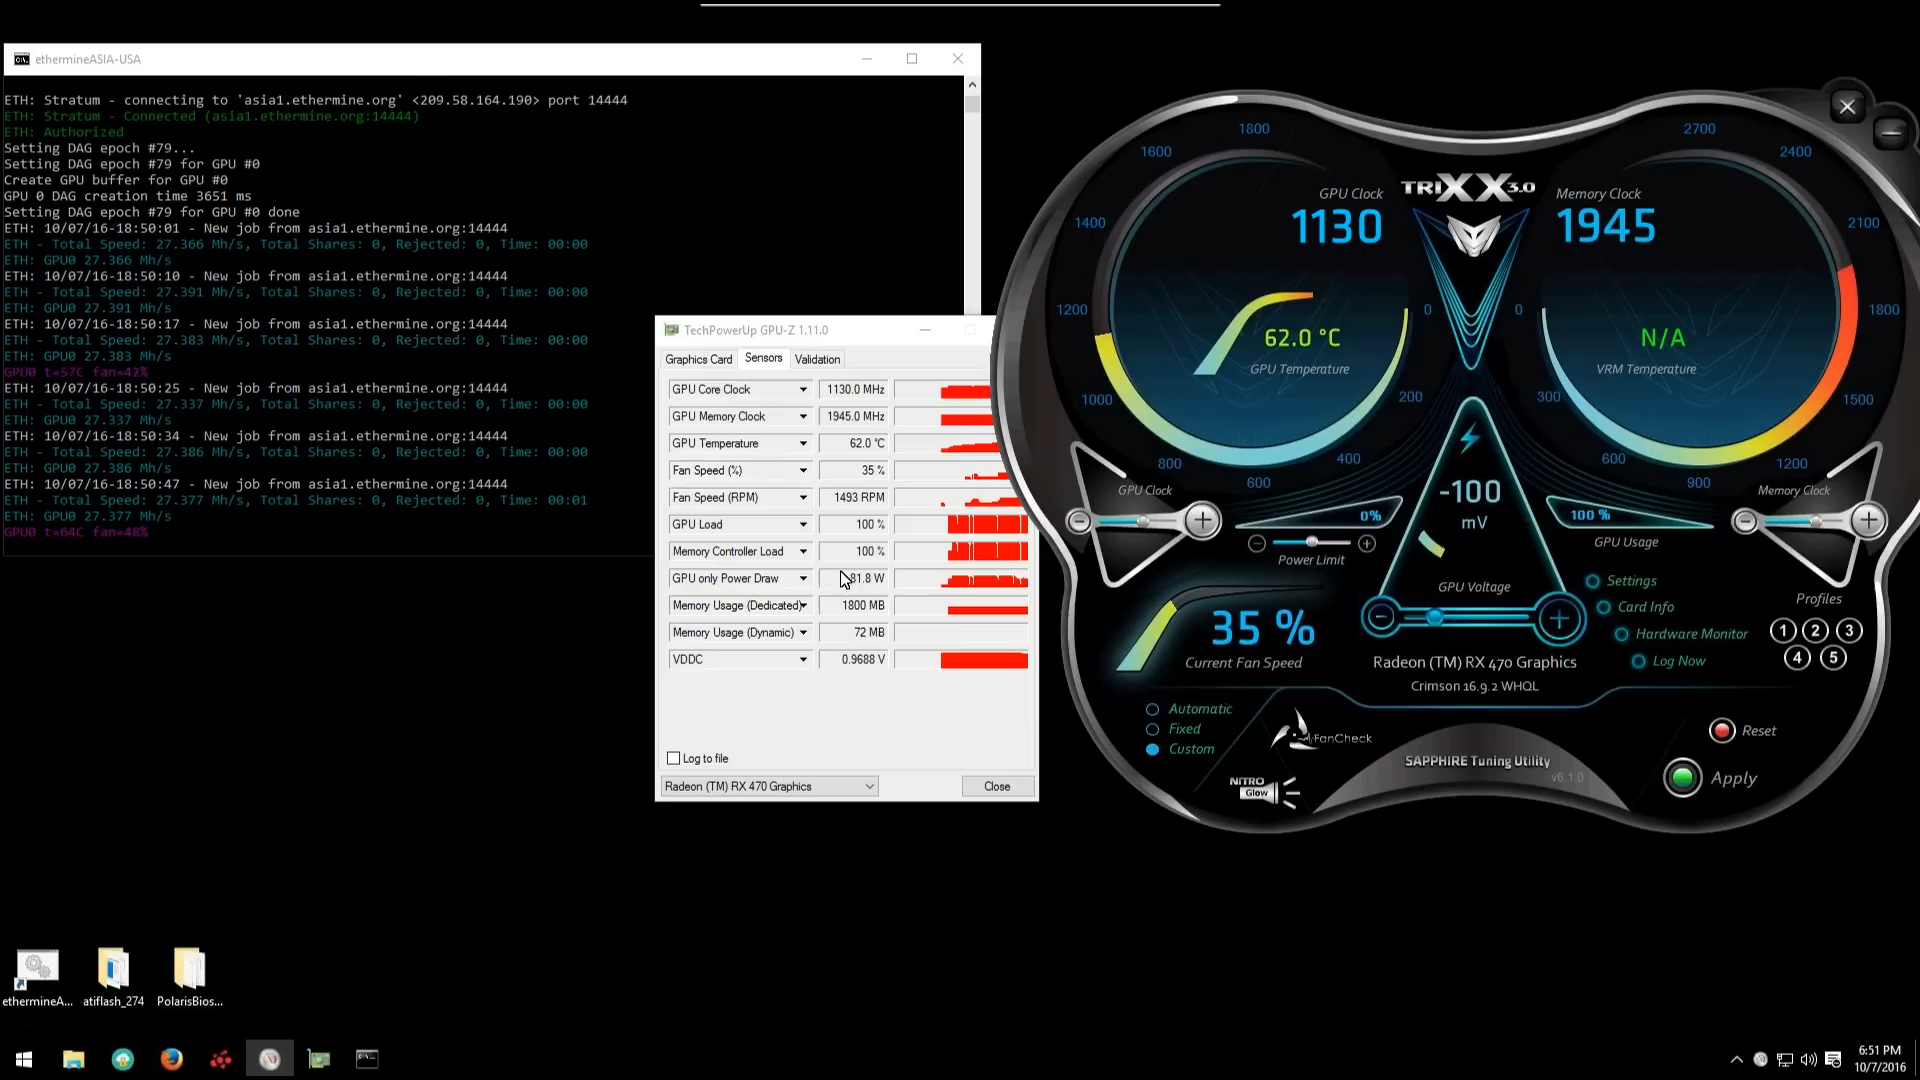 ethermineASIA-USA
ETH: Stratum - connecting to 'asia1.ethermine.org' <209.58.164.190> port 14444
ETH: Stratum - Connected (asia1.ethermine.org:14444)
ETH: Authorized
Setting DAG epoch #79...
Setting DAG epoch #79 for GPU #0
Create GPU buffer for GPU #0
GPU 0 DAG creation time 3651 ms
Setting DAG epoch #79 for GPU #0 done
ETH: 10/07/16-18:50:01 - New job from asia1.ethermine.org:14444
ETH - Total Speed: 27.366 Mh/s, Total Shares: 0, Rejected: 0, Time: 00:00
ETH: GPU0 27.366 Mh/s
ETH: 10/07/16-18:50:10 - New job from asia1.ethermine.org:14444
ETH - Total Speed: 27.391 Mh/s, Total Shares: 0, Rejected: 0, Time: 00:00
ETH: GPU0 27.391 Mh/s
ETH: 10/07/16-18:50:17 - New job from asia1.ethermine.org:14444
ETH - Total Speed: 27.383 Mh/s, Total Shares: 0, Rejected: 0, Time: 00:00
ETH: GPU0 27.383 Mh/s
GPU0 t=57C fan=42%
ETH: 10/07/16-18:50:25 - New job from asia1.ethermine.org:14444
ETH - Total Speed: 27.337 Mh/s, Total Shares: 0, Rejected: 0, Time: 00:00
ETH: GPU0 27.337 Mh/s
ETH: 10/07/16-18:50:34 - New job from asia1.ethermine.org:14444
ETH - Total Speed: 27.386 Mh/s, Total Shares: 0, Rejected: 0, Time: 00:00
ETH: GPU0 27.386 Mh/s
ETH: 10/07/16-18:50:47 - New job from asia1.ethermine.org:14444
ETH - Total Speed: 27.377 Mh/s, Total Shares: 0, Rejected: 0, Time: 00:01
ETH: GPU0 27.377 Mh/s
GPU0 t=64C fan=48%
TechPowerUp GPU-Z 1.11.0
Graphics Card Sensors Validation
GPU Core Clock 1130.0 MHz
GPU Memory Clock 1945.0 MHz
GPU Temperature 62.0 °C
Fan Speed (%) 35 %
Fan Speed (RPM) 1493 RPM
GPU Load 100 %
Memory Controller Load 100 %
GPU only Power Draw 81.8 W
Memory Usage (Dedicated) 1800 MB
Memory Usage (Dynamic) 72 MB
VDDC 0.9688 V
Log to file
Radeon (TM) RX 470 Graphics Close
TRIXX 3.0
GPU Clock
1130
0 200 400 600 800 1000 1200 1400 1600 1800
62.0 °C
GPU Temperature
Memory Clock
1945
0 300 600 900 1200 1500 1800 2100 2400 2700
N/A
VRM Temperature
GPU Clock
0%
Power Limit
-100
mV
GPU Voltage
100 %
GPU Usage
Memory Clock
35 %
Current Fan Speed
Radeon (TM) RX 470 Graphics
Crimson 16.9.2 WHQL
Settings
Card Info
Hardware Monitor
Log Now
Profiles
1 2 3
4 5
Automatic
Fixed
Custom
FanCheck
NITRO
Glow
SAPPHIRE Tuning Utility
v6.1.0
Reset
Apply
ethermineA...
atiflash_274
PolarisBios...
6:51 PM
10/7/2016